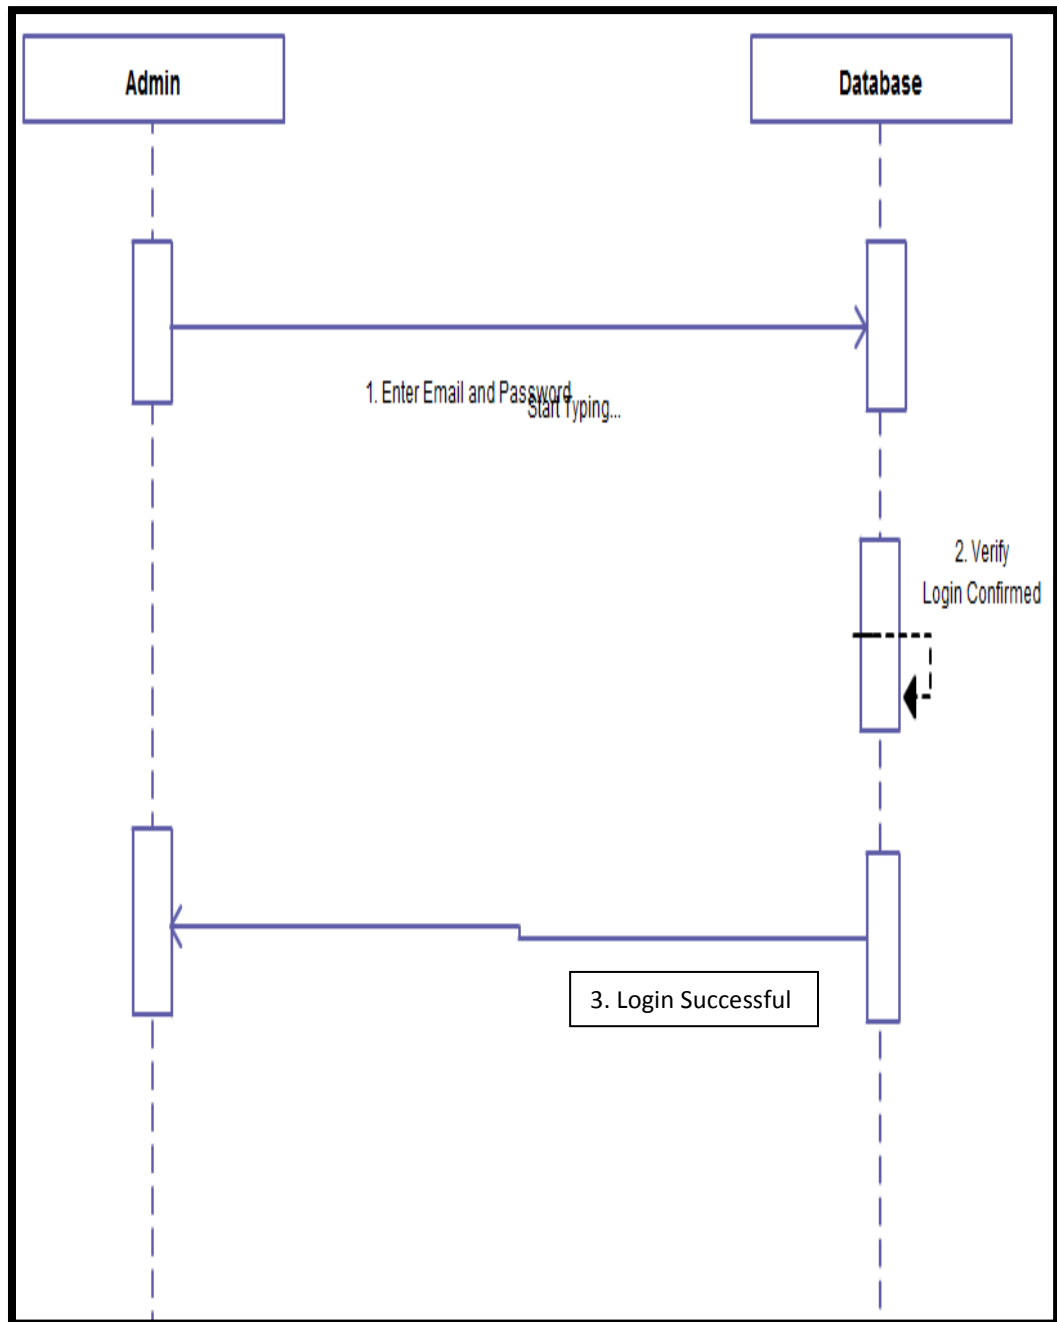 Admin
Database
1. Enter Email and Password
Start Typing...
2. Verify
Login Confirmed
3. Login Successful